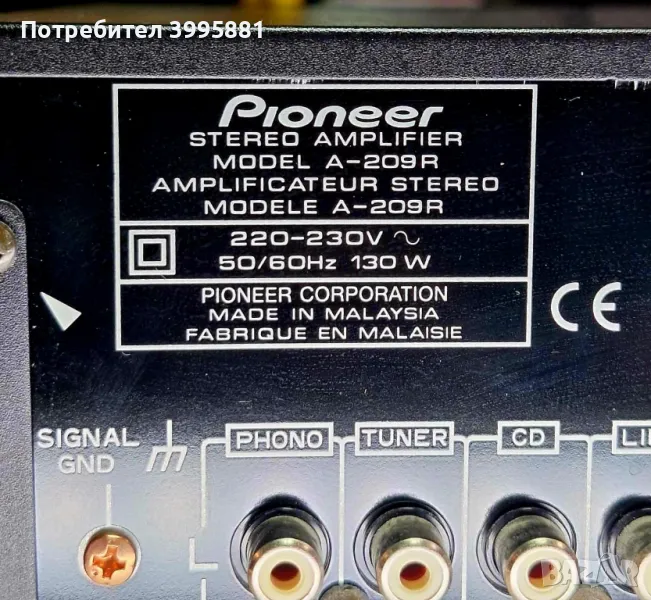 Потребител 3995881
Pioneer
STEREO AMPLIFIER
MODEL A-209R
AMPLIFICATEUR STEREO
MODELE A-209R
220-230V ~
50/60Hz 130 W
PIONEER CORPORATION
MADE IN MALAYSIA
FABRIQUE EN MALAISIE
CE
SIGNAL
GND
PHONO
TUNER
CD
L
BAZAR